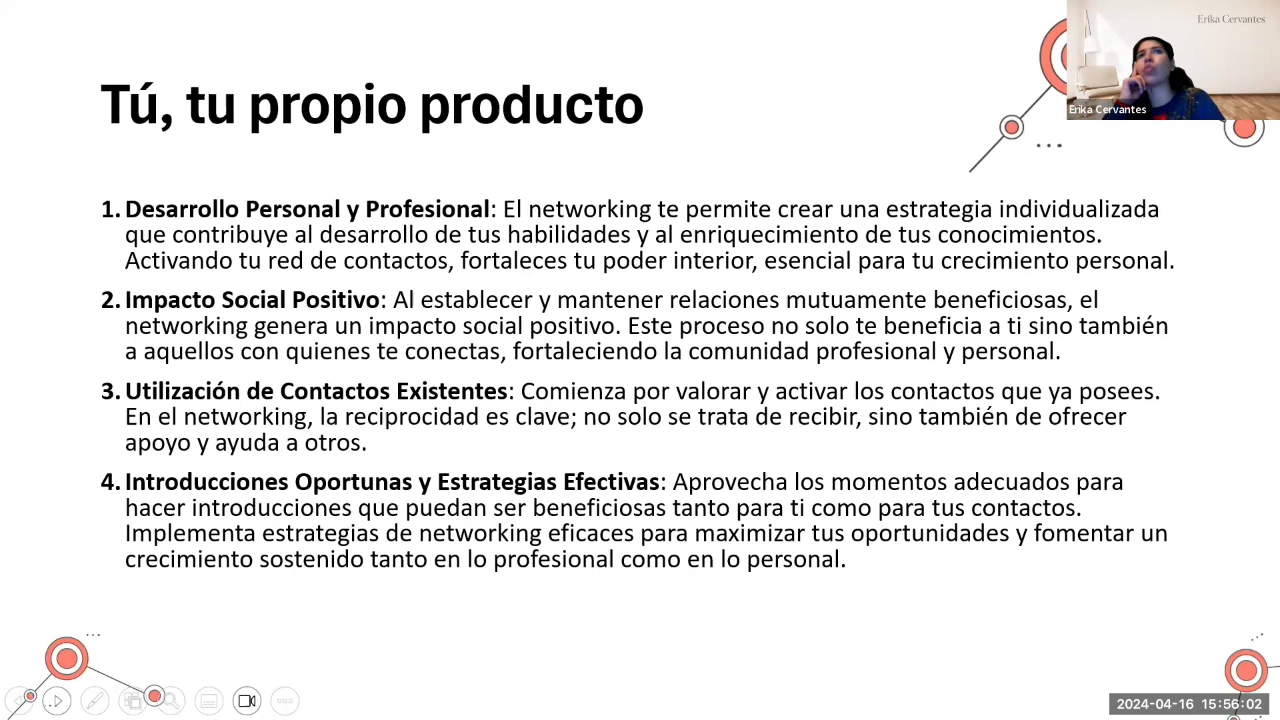 Erika Cervantes
Erika Cervantes
Tú, tu propio producto
1. Desarrollo Personal y Profesional: El networking te permite crear una estrategia individualizada
que contribuye al desarrollo de tus habilidades y al enriquecimiento de tus conocimientos.
Activando tu red de contactos, fortaleces tu poder interior, esencial para tu crecimiento personal.
2. Impacto Social Positivo: Al establecer y mantener relaciones mutuamente beneficiosas, el
networking genera un impacto social positivo. Este proceso no solo te beneficia a ti sino también
a aquellos con quienes te conectas, fortaleciendo la comunidad profesional y personal.
3. Utilización de Contactos Existentes: Comienza por valorar y activar los contactos que ya posees.
En el networking, la reciprocidad es clave; no solo se trata de recibir, sino también de ofrecer
apoyo y ayuda a otros.
4. Introducciones Oportunas y Estrategias Efectivas: Aprovecha los momentos adecuados para
hacer introducciones que puedan ser beneficiosas tanto para ti como para tus contactos.
Implementa estrategias de networking eficaces para maximizar tus oportunidades y fomentar un
crecimiento sostenido tanto en lo profesional como en lo personal.
2024-04-16 15:56:02